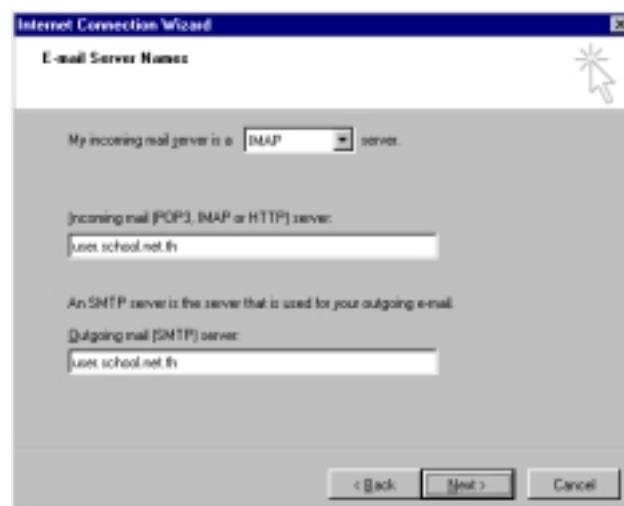 Internet Connection Wizard
E-mail Server Names
My incoming mail server is a IMAP server.
Incoming mail (POP3, IMAP or HTTP) server:
user.school.net.th
An SMTP server is the server that is used for your outgoing e-mail.
Outgoing mail (SMTP) server:
user.school.net.th
< Back Next > Cancel